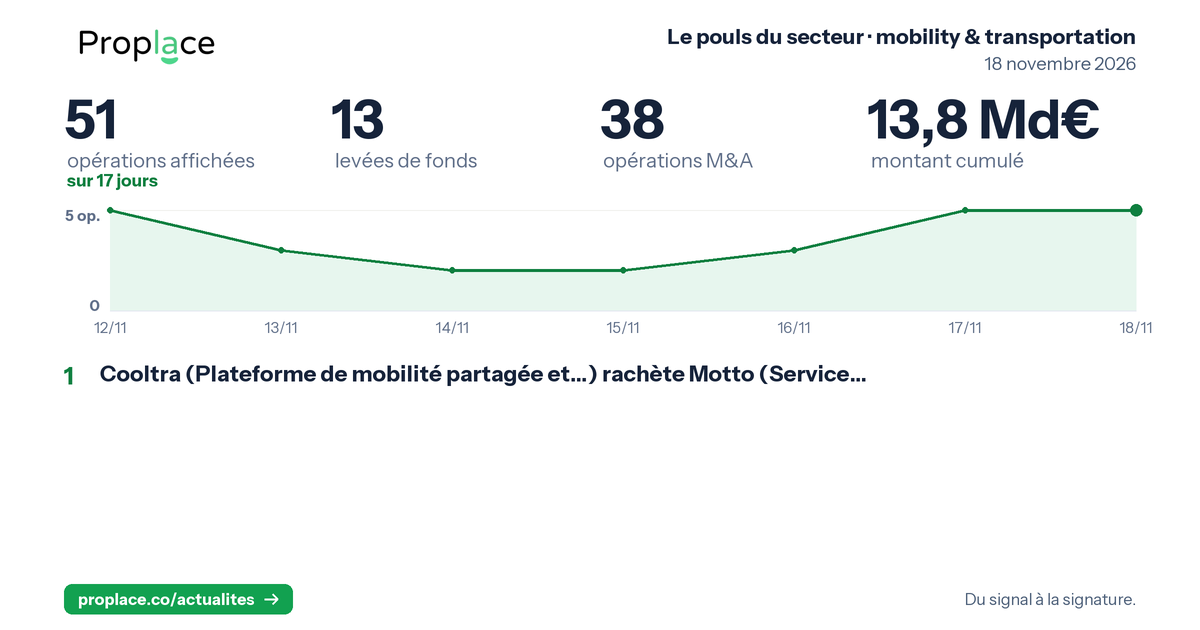 Proplace
Le pouls du secteur · mobility & transportation
18 novembre 2026
51
opérations affichées
sur 17 jours
13
levées de fonds
38
opérations M&A
13,8 Md€
montant cumulé
5 op.
0
12/11
13/11
14/11
15/11
16/11
17/11
18/11
1 Cooltra (Plateforme de mobilité partagée et...) rachète Motto (Service...
proplace.co/actualites →
Du signal à la signature.